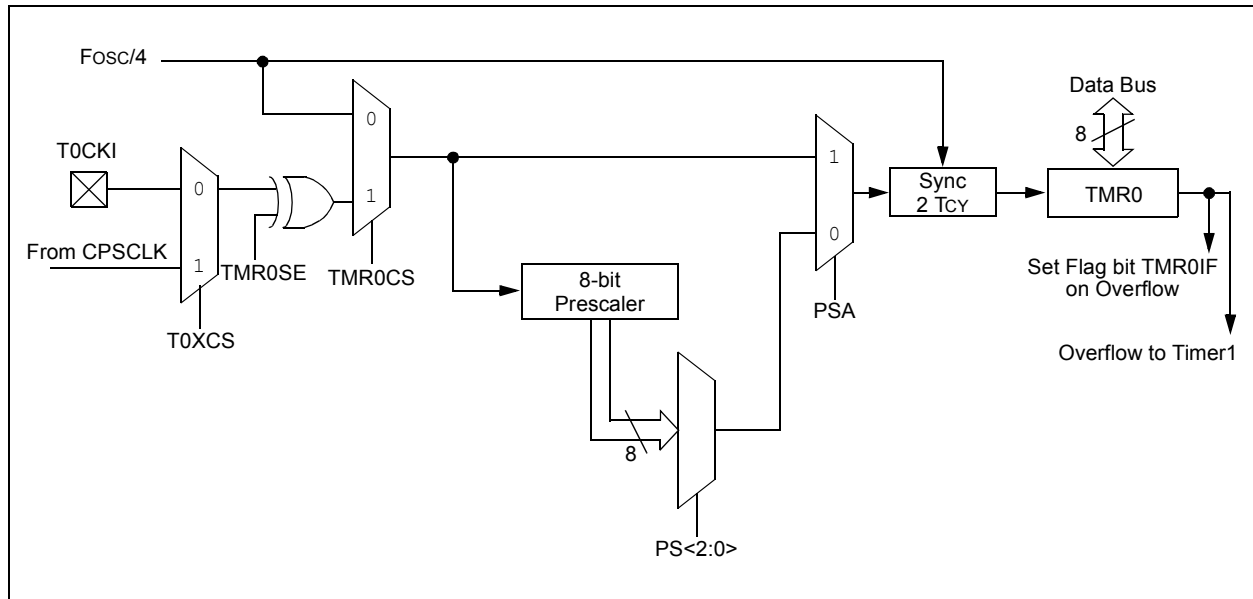 FOSC/4
Data Bus
8
T0CKI
0
1
0
1
1
0
Sync
2 TCY
TMR0
From CPSCLK
TMR0SE
TMR0CS
T0XCS
8-bit
Prescaler
PSA
Set Flag bit TMR0IF
on Overflow
Overflow to Timer1
8
PS<2:0>